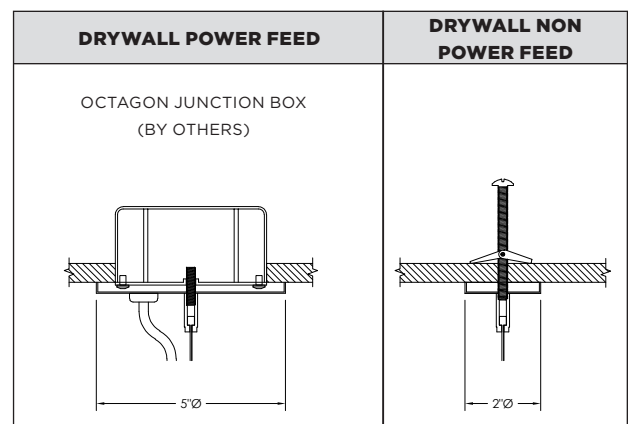 DRYWALL POWER FEED
DRYWALL NON
POWER FEED
OCTAGON JUNCTION BOX
(BY OTHERS)
5"Ø
2"Ø